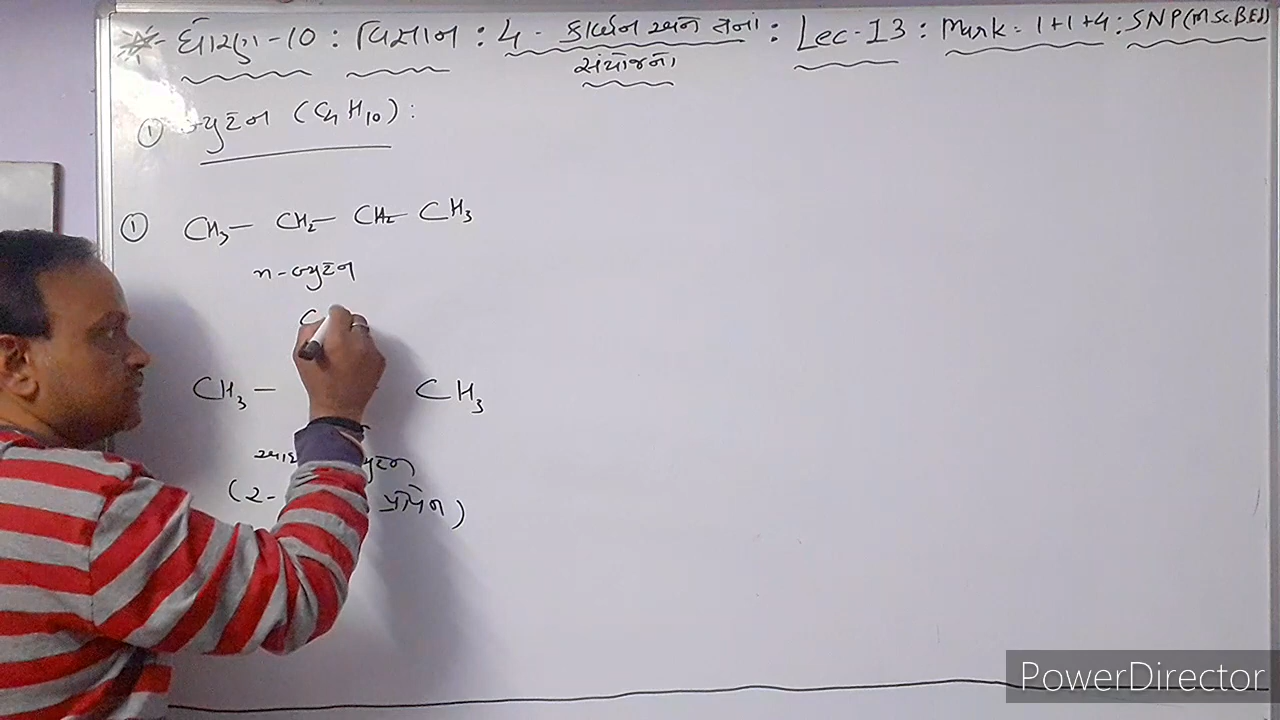 ધોરણ-10 : વિજ્ઞાન : 4 - કાર્બન અને તેનાં સંયોજનો : Lec-13 : Mark - 1+1+4 : SNP(M.Sc.B.Ed)
① બ્યુટેન (C4H10) :
① CH3 — CH2 — CH2 — CH3
n-બ્યુટેન
C
CH3 — CH3
(2- પ્રોપેન)
PowerDirector